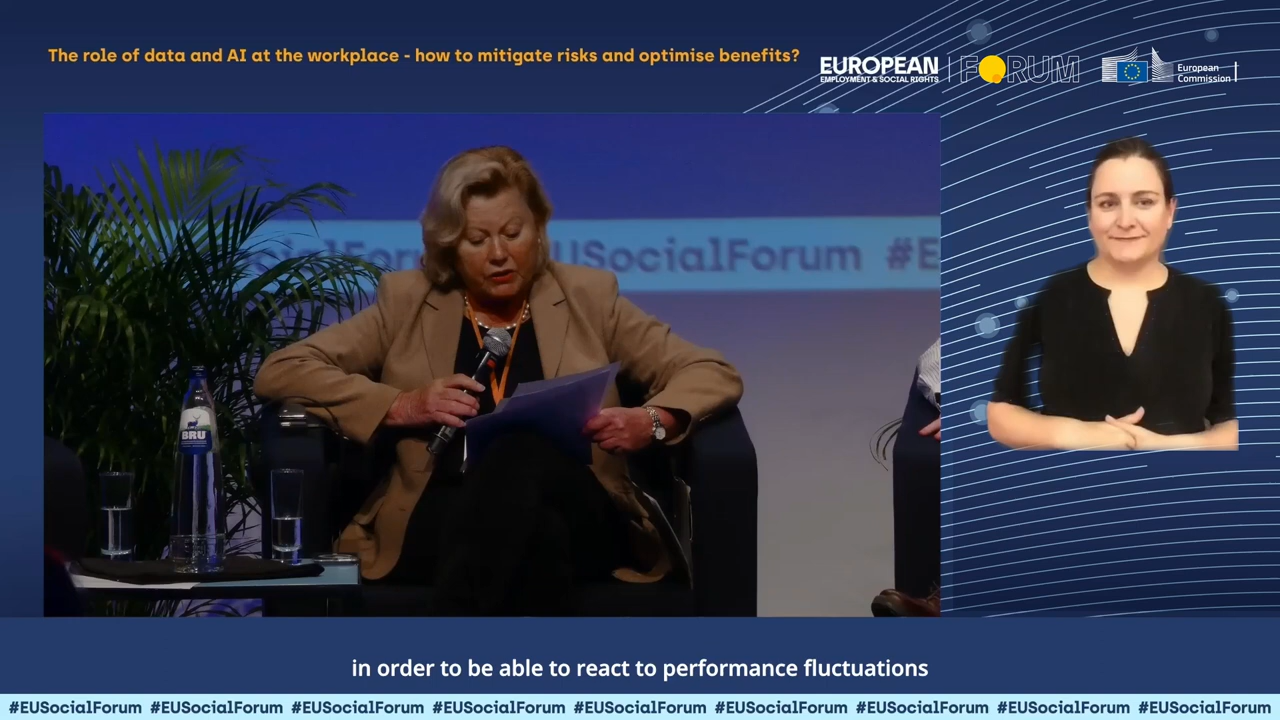 The role of data and AI at the workplace - how to mitigate risks and optimise benefits?
EUROPEAN
EMPLOYMENT & SOCIAL RIGHTS
FORUM
European
Commission
#EUSocialForum #E
BRU
in order to be able to react to performance fluctuations
#EUSocialForum #EUSocialForum #EUSocialForum #EUSocialForum #EUSocialForum #EUSocialForum #EUSocialForum #EUSocialForum #EUSocialForum